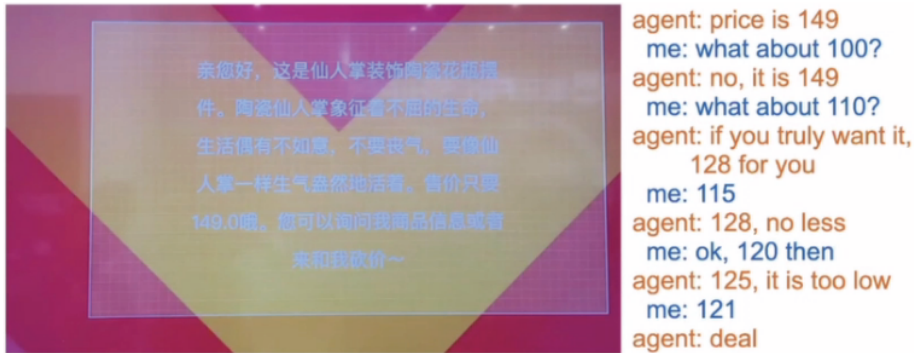 亲您好，这是仙人掌装饰陶瓷花瓶摆
件。陶瓷仙人掌象征着不屈的生命，
生活偶有不如意，不要丧气，要像仙
人掌一样生气盎然地活着。售价只要
149.0哦。您可以询问我商品信息或者
来和我砍价～
agent: price is 149
me: what about 100?
agent: no, it is 149
me: what about 110?
agent: if you truly want it,
128 for you
me: 115
agent: 128, no less
me: ok, 120 then
agent: 125, it is too low
me: 121
agent: deal